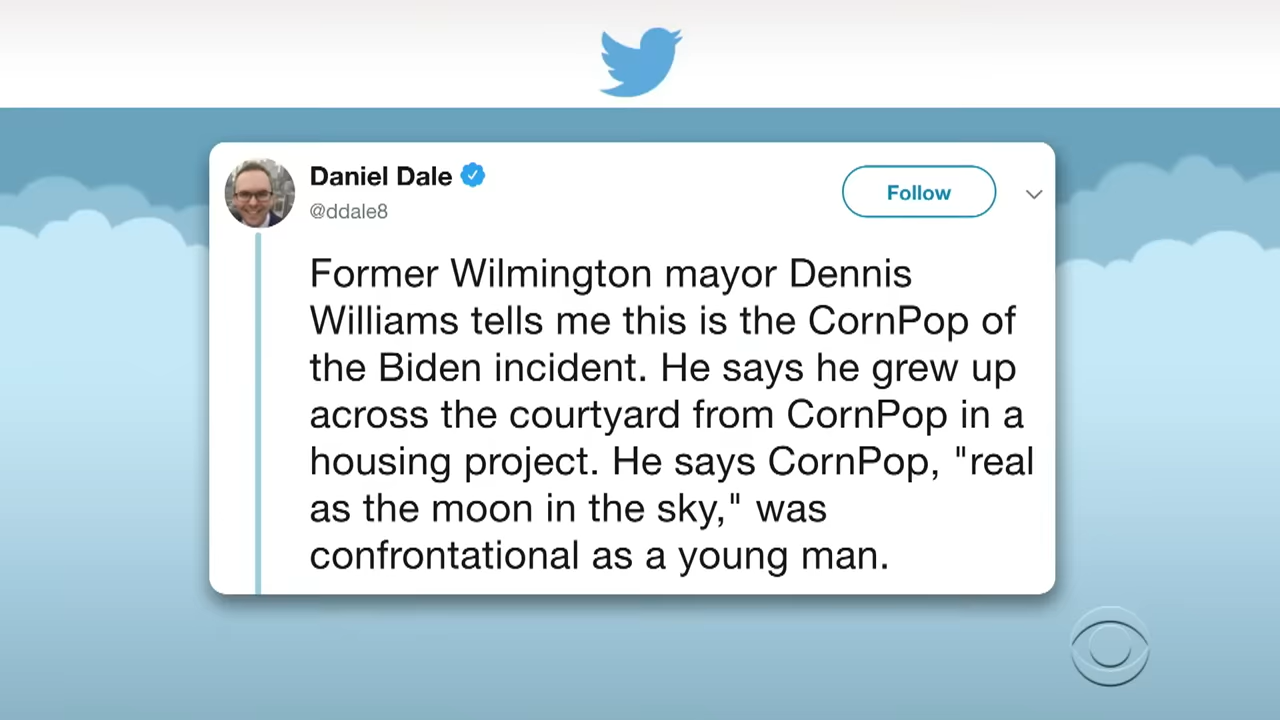 Daniel Dale
@ddale8
Follow
Former Wilmington mayor Dennis
Williams tells me this is the CornPop of
the Biden incident. He says he grew up
across the courtyard from CornPop in a
housing project. He says CornPop, "real
as the moon in the sky," was
confrontational as a young man.